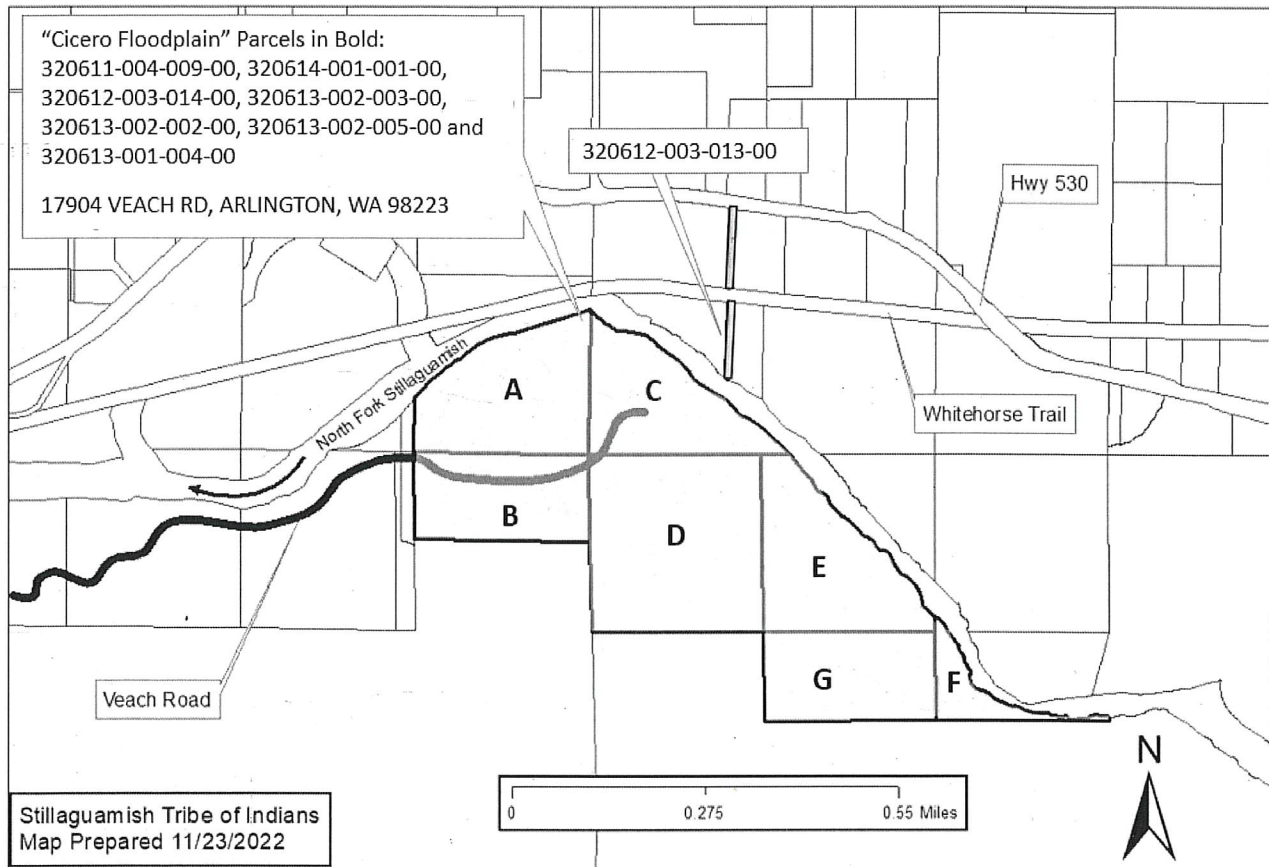 “Cicero Floodplain” Parcels in Bold:
320611-004-009-00, 320614-001-001-00,
320612-003-014-00, 320613-002-003-00,
320613-002-002-00, 320613-002-005-00 and
320613-001-004-00
17904 VEACH RD, ARLINGTON, WA 98223
320612-003-013-00
Hwy 530
Whitehorse Trail
North Fork Stillaguamish
A
C
B
D
E
G
F
Veach Road
N
0 0.275 0.55 Miles
Stillaguamish Tribe of Indians
Map Prepared 11/23/2022